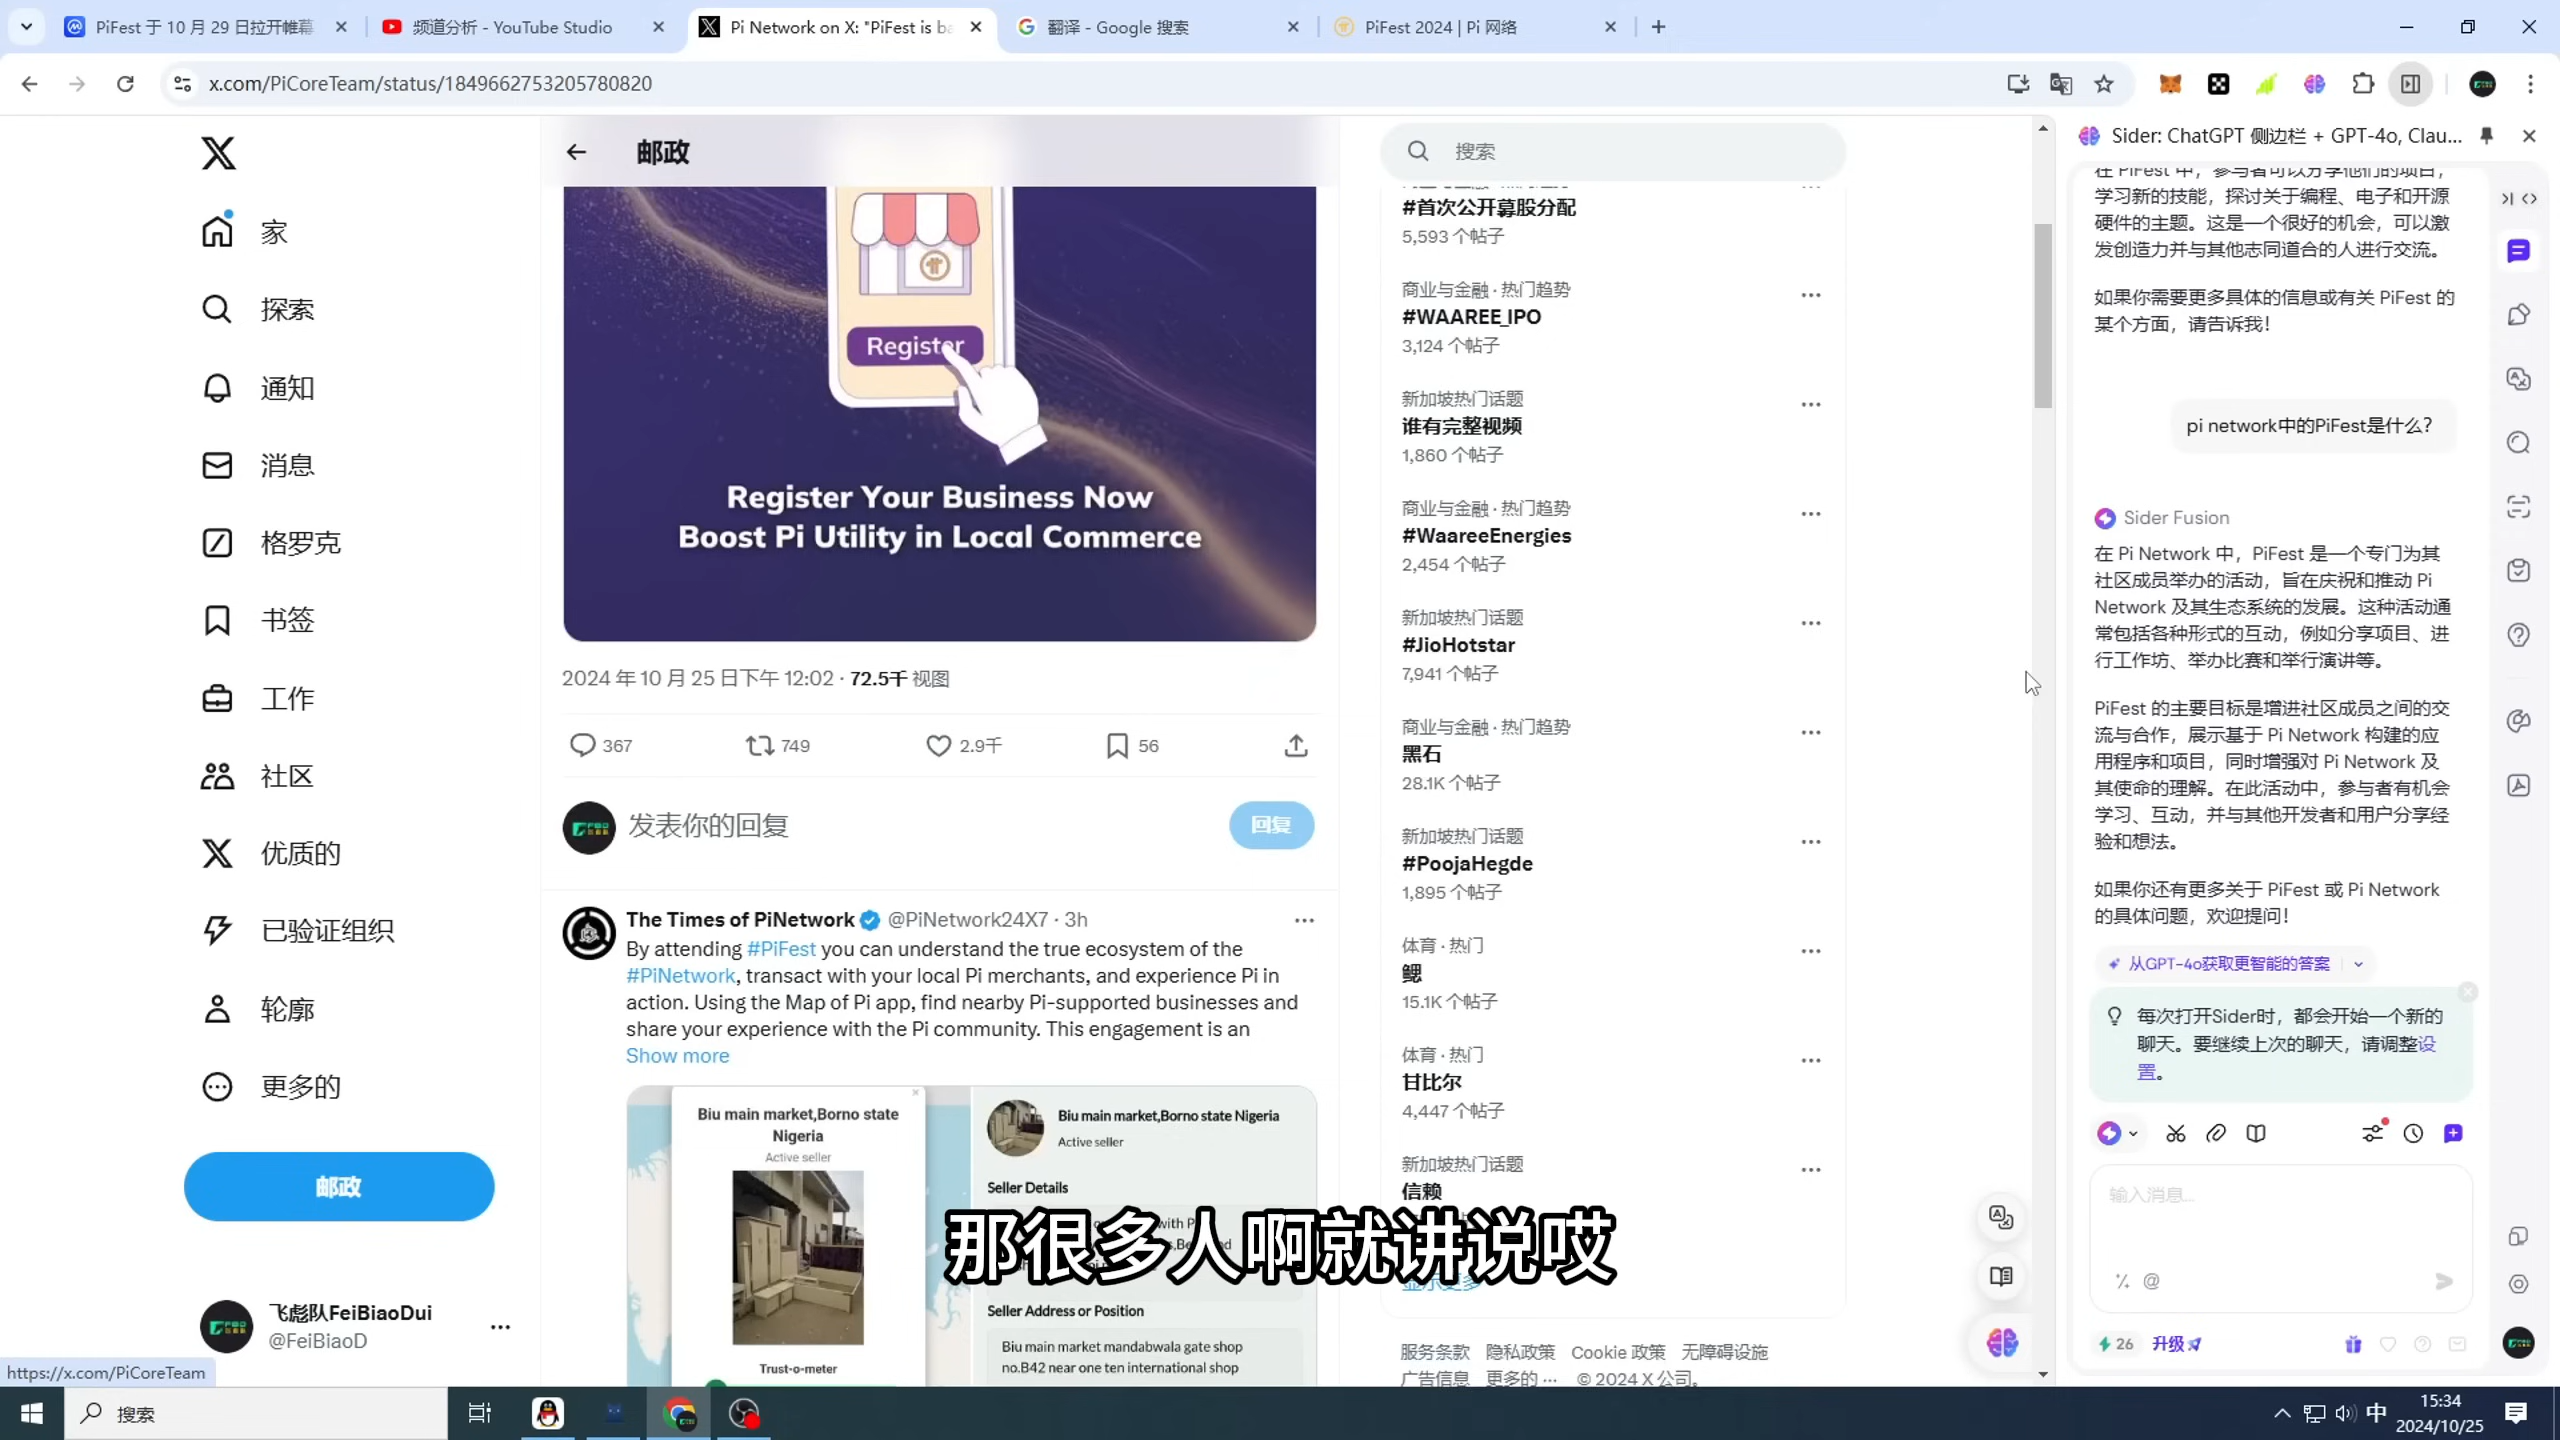 PiFest 于 10 月 29 日拉开帷幕
频道分析 - YouTube Studio
Pi Network on X: "PiFest is ba
翻译 - Google 搜索
PiFest 2024 | Pi 网络
x.com/PiCoreTeam/status/1849662753205780820
家
探索
通知
消息
格罗克
书签
工作
社区
优质的
已验证组织
轮廓
更多的
邮政
飞彪队FeiBiaoDui
@FeiBiaoD
https://x.com/PiCoreTeam
邮政
Register
Register Your Business Now
Boost Pi Utility in Local Commerce
2024 年 10 月 25 日下午 12:02 · 72.5千 视图
367
749
2.9千
56
发表你的回复
回复
The Times of PiNetwork @PiNetwork24X7 · 3h
By attending #PiFest you can understand the true ecosystem of the
#PiNetwork, transact with your local Pi merchants, and experience Pi in
action. Using the Map of Pi app, find nearby Pi-supported businesses and
share your experience with the Pi community. This engagement is an
Show more
Biu main market,Borno state
Nigeria
Active seller
Trust-o-meter
Biu main market,Borno state Nigeria
Active seller
Seller Details
Seller Address or Position
Biu main market mandabwala gate shop
no.B42 near one ten international shop
搜索
#首次公开募股分配
5,593 个帖子
商业与金融 · 热门趋势
#WAAREE_IPO
3,124 个帖子
新加坡热门话题
谁有完整视频
1,860 个帖子
商业与金融 · 热门趋势
#WaareeEnergies
2,454 个帖子
新加坡热门话题
#JioHotstar
7,941 个帖子
商业与金融 · 热门趋势
黑石
28.1K 个帖子
新加坡热门话题
#PoojaHegde
1,895 个帖子
体育 · 热门
鳃
15.1K 个帖子
体育 · 热门
甘比尔
4,447 个帖子
新加坡热门话题
信赖
显示更多
服务条款 隐私政策 Cookie 政策 无障碍设施
广告信息 更多的 ··· © 2024 X 公司。
那很多人啊就讲说哎
Sider: ChatGPT 侧边栏 + GPT-4o, Clau...
在 PiFest 中，参与者可以分享他们的项目，
学习新的技能，探讨关于编程、电子和开源
硬件的主题。这是一个很好的机会，可以激
发创造力并与其他志同道合的人进行交流。
如果你需要更多具体的信息或有关 PiFest 的
某个方面，请告诉我！
pi network中的PiFest是什么？
Sider Fusion
在 Pi Network 中，PiFest 是一个专门为其
社区成员举办的活动，旨在庆祝和推动 Pi
Network 及其生态系统的发展。这种活动通
常包括各种形式的互动，例如分享项目、进
行工作坊、举办比赛和举行演讲等。
PiFest 的主要目标是增进社区成员之间的交
流与合作，展示基于 Pi Network 构建的应
用程序和项目，同时增强对 Pi Network 及
其使命的理解。在此活动中，参与者有机会
学习、互动，并与其他开发者和用户分享经
验和想法。
如果你还有更多关于 PiFest 或 Pi Network
的具体问题，欢迎提问！
从GPT-4o获取更智能的答案
每次打开Sider时，都会开始一个新的
聊天。要继续上次的聊天，请调整设
置。
输入消息...
26
升级
搜索
中
15:34
2024/10/25